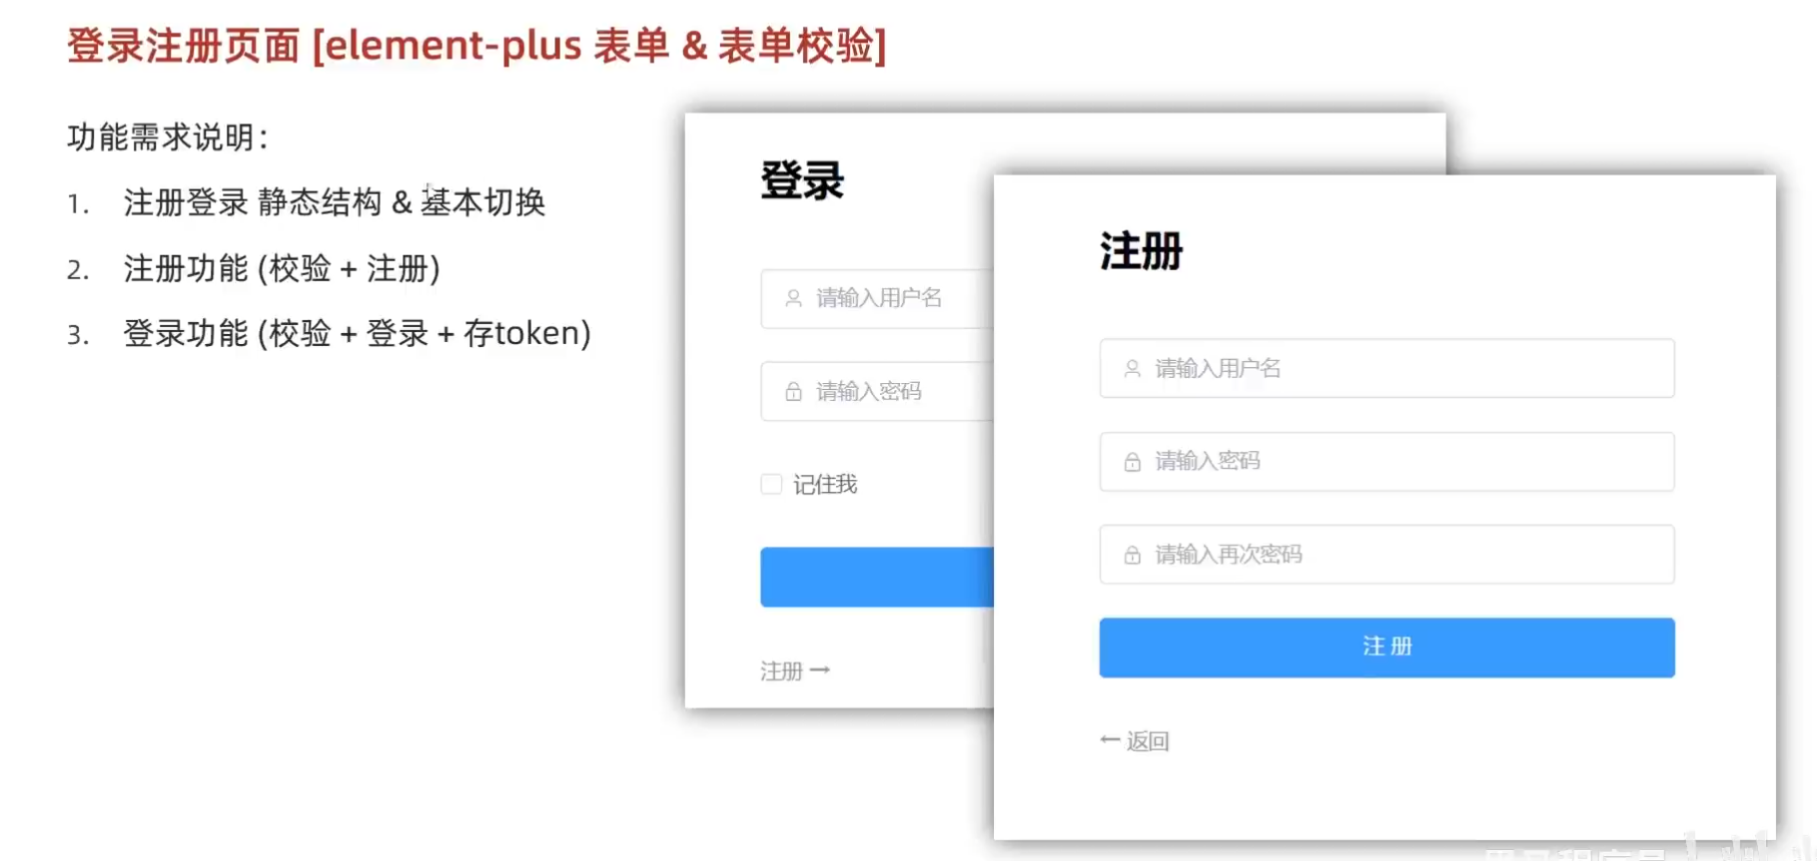 登录注册页面 [element-plus 表单 & 表单校验]
功能需求说明：
1. 注册登录 静态结构 & 基本切换
2. 注册功能 (校验 + 注册)
3. 登录功能 (校验 + 登录 + 存token)
登录
请输入用户名
请输入密码
记住我
注册 →
注册
请输入用户名
请输入密码
请输入再次密码
注 册
← 返回